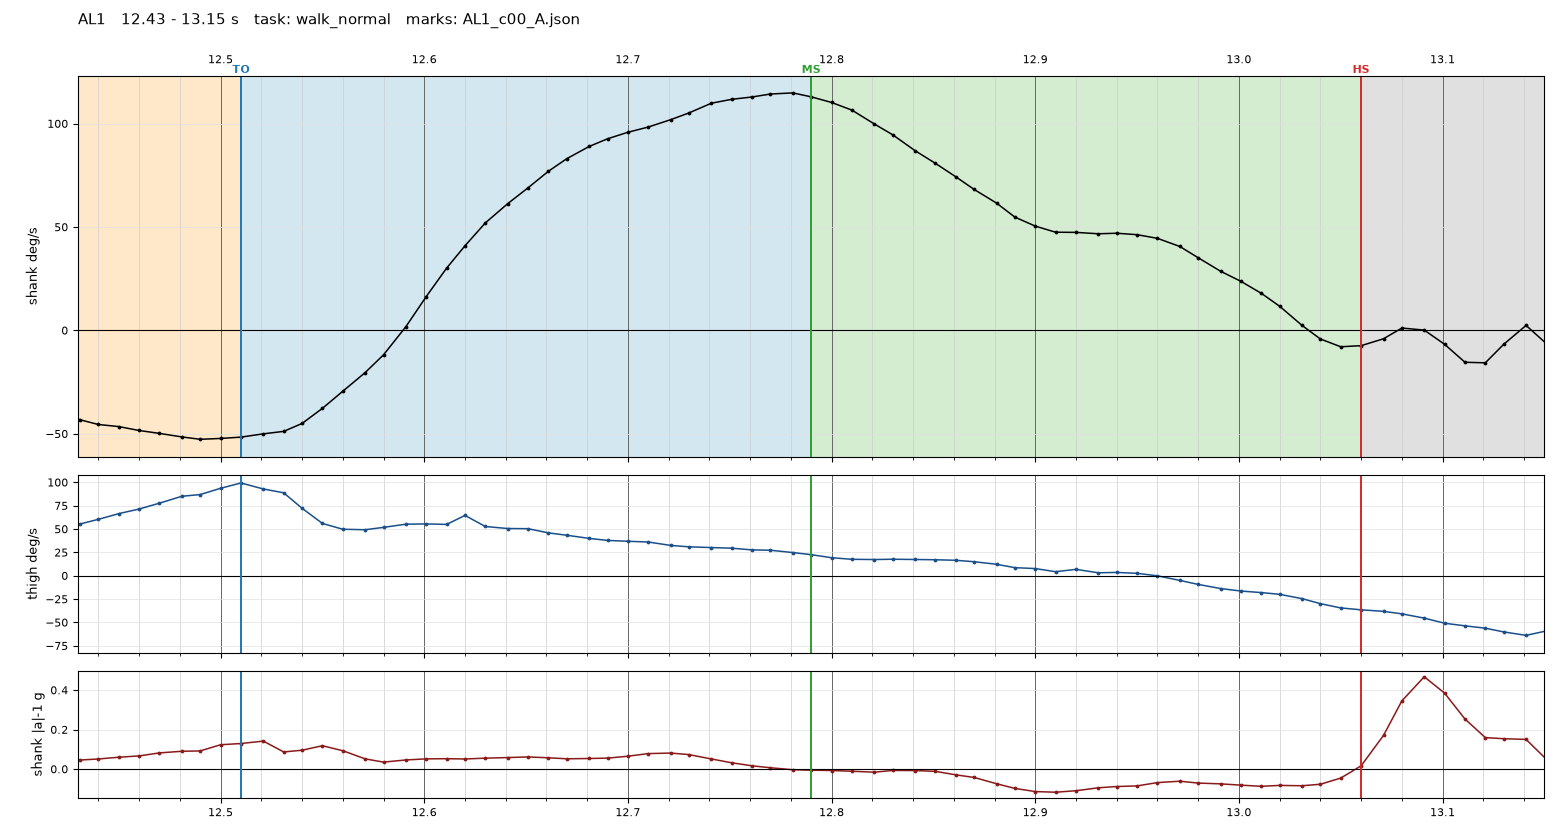 AL1   12.43 - 13.15 s   task: walk_normal   marks: AL1_c00_A.json
12.5 12.6 12.7 12.8 12.9 13.0 13.1
TO MS HS
shank deg/s
100
50
0
−50
thigh deg/s
100
75
50
25
0
−25
−50
−75
shank |a|-1 g
0.4
0.2
0.0
12.5 12.6 12.7 12.8 12.9 13.0 13.1